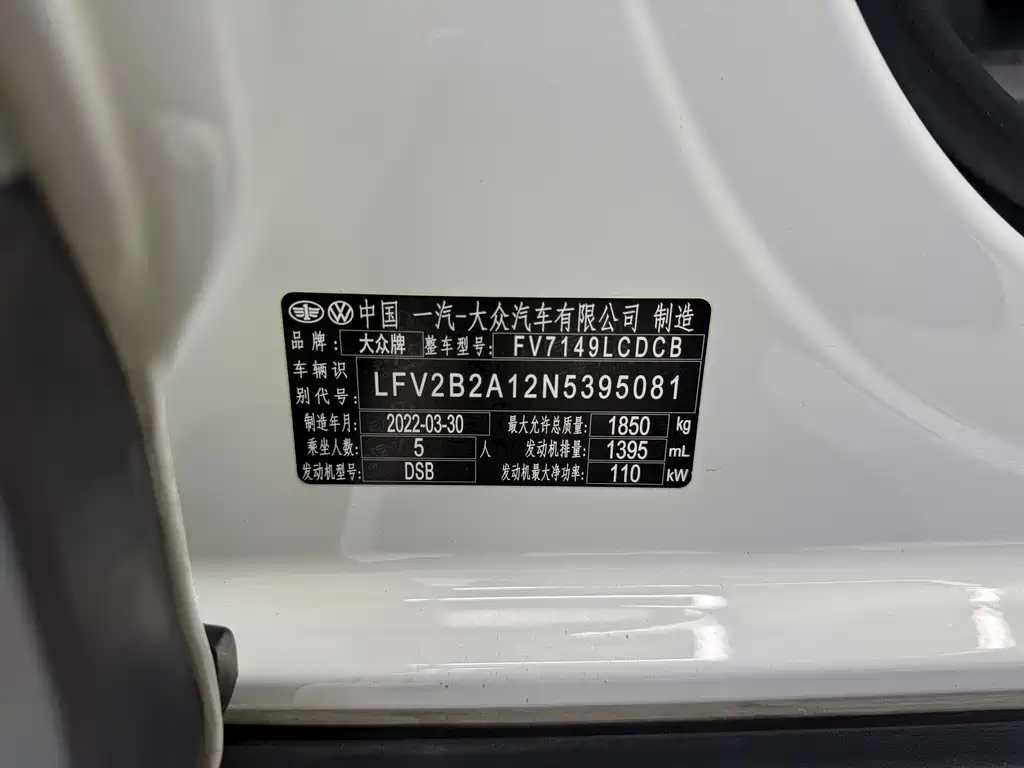 中国 一汽-大众汽车有限公司 制造
品牌: 大众牌 整车型号: FV7149LCDCB
车辆识别代号: LFV2B2A12N5395081
制造年月: 2022-03-30 最大允许总质量: 1850 kg
乘坐人数: 5 人 发动机排量: 1395 mL
发动机型号: DSB 发动机最大净功率: 110 kW